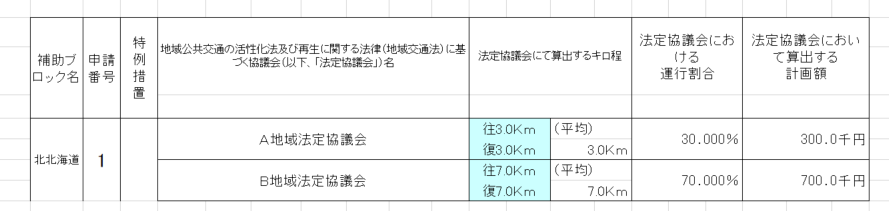 補助ブ
ロック名
申請
番号
特
例
措
置
地域公共交通の活性化法及び再生に関する法律（地域交通法）に基
づく協議会（以下、「法定協議会」）名
法定協議会にて算出するキロ程
法定協議会にお
ける
運行割合
法定協議会におい
て算出する
計画額
北北海道
1
A地域法定協議会
往3.0Km
（平均）
復3.0Km
3.0Km
30.000%
300.0千円
B地域法定協議会
往7.0Km
（平均）
復7.0Km
7.0Km
70.000%
700.0千円